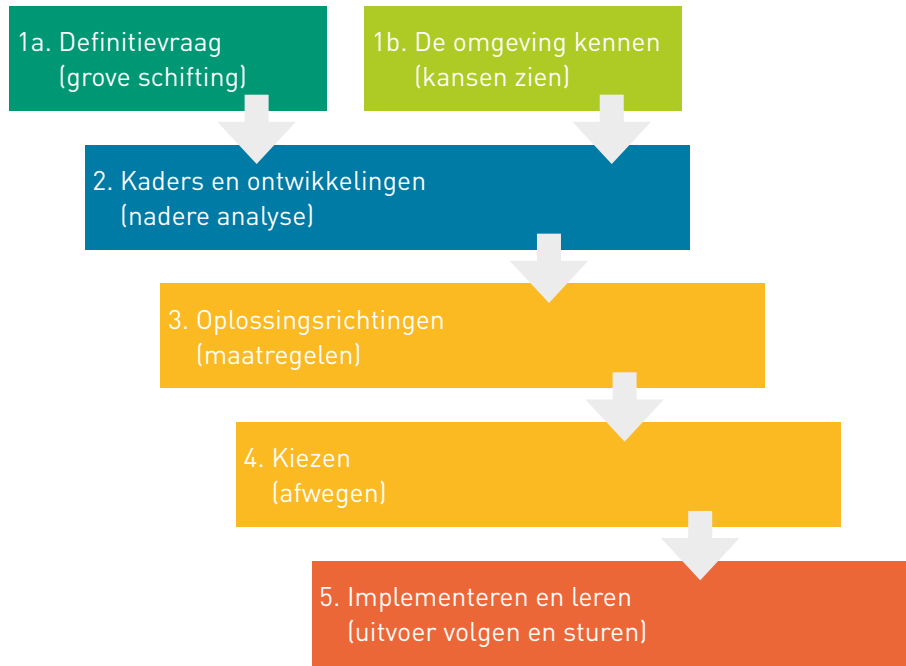 1a. Definitievraag
(grove schifting)
1b. De omgeving kennen
(kansen zien)
2. Kaders en ontwikkelingen
(nadere analyse)
3. Oplossingsrichtingen
(maatregelen)
4. Kiezen
(afwegen)
5. Implementeren en leren
(uitvoer volgen en sturen)